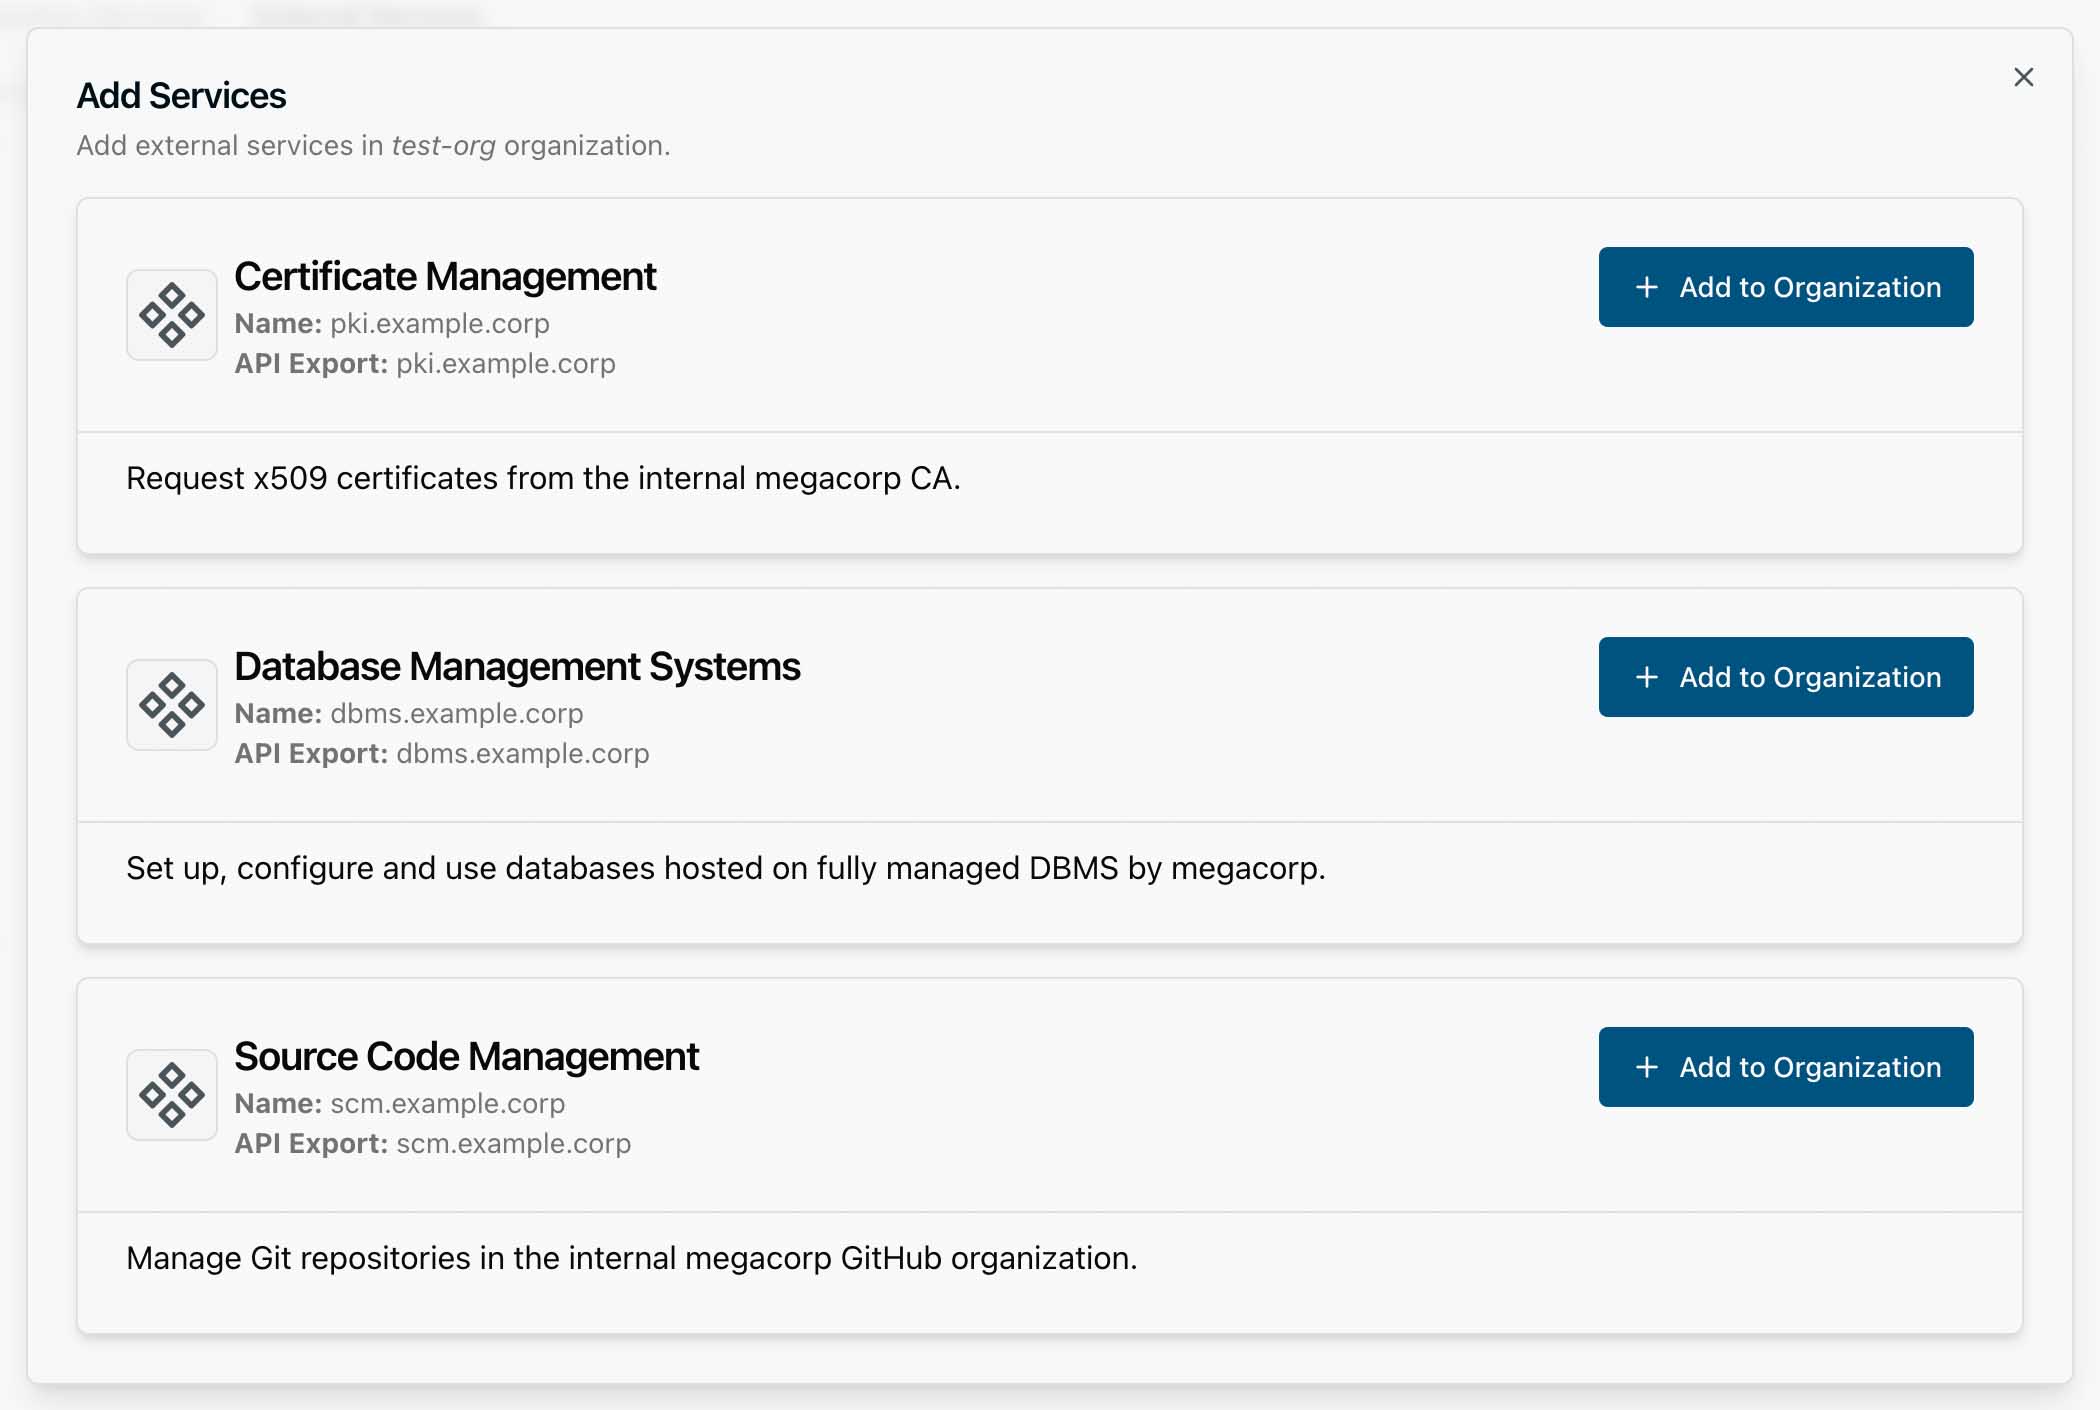 Add Services
Add external services in test-org organization.
Certificate Management
Name: pki.example.corp
API Export: pki.example.corp
+ Add to Organization
Request x509 certificates from the internal megacorp CA.
Database Management Systems
Name: dbms.example.corp
API Export: dbms.example.corp
+ Add to Organization
Set up, configure and use databases hosted on fully managed DBMS by megacorp.
Source Code Management
Name: scm.example.corp
API Export: scm.example.corp
+ Add to Organization
Manage Git repositories in the internal megacorp GitHub organization.